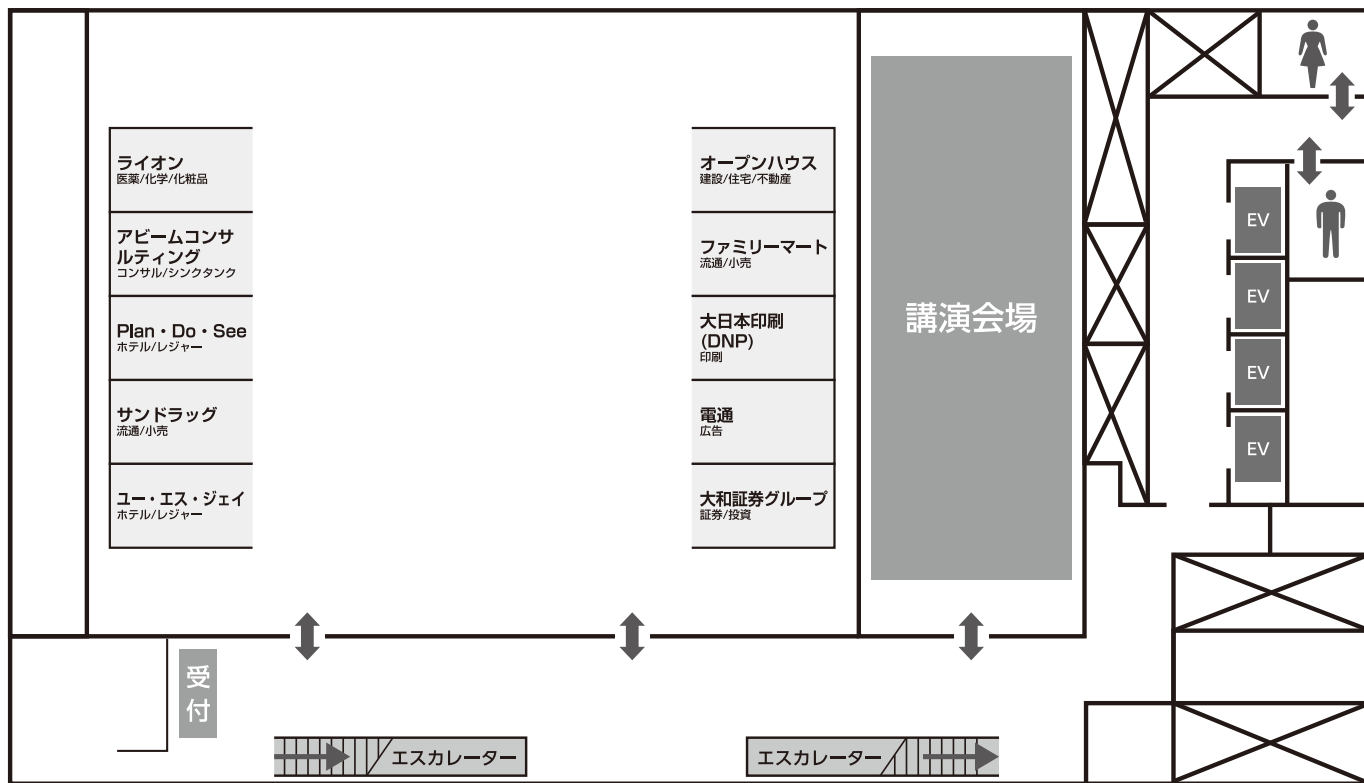 ライオン
医薬/化学/化粧品
アビームコンサ
ルティング
コンサル/シンクタンク
Plan・Do・See
ホテル/レジャー
サンドラッグ
流通/小売
ユー・エス・ジェイ
ホテル/レジャー
オープンハウス
建設/住宅/不動産
ファミリーマート
流通/小売
大日本印刷
(DNP)
印刷
電通
広告
大和証券グループ
証券/投資
講演会場
EV
EV
EV
EV
受付
エスカレーター
エスカレーター